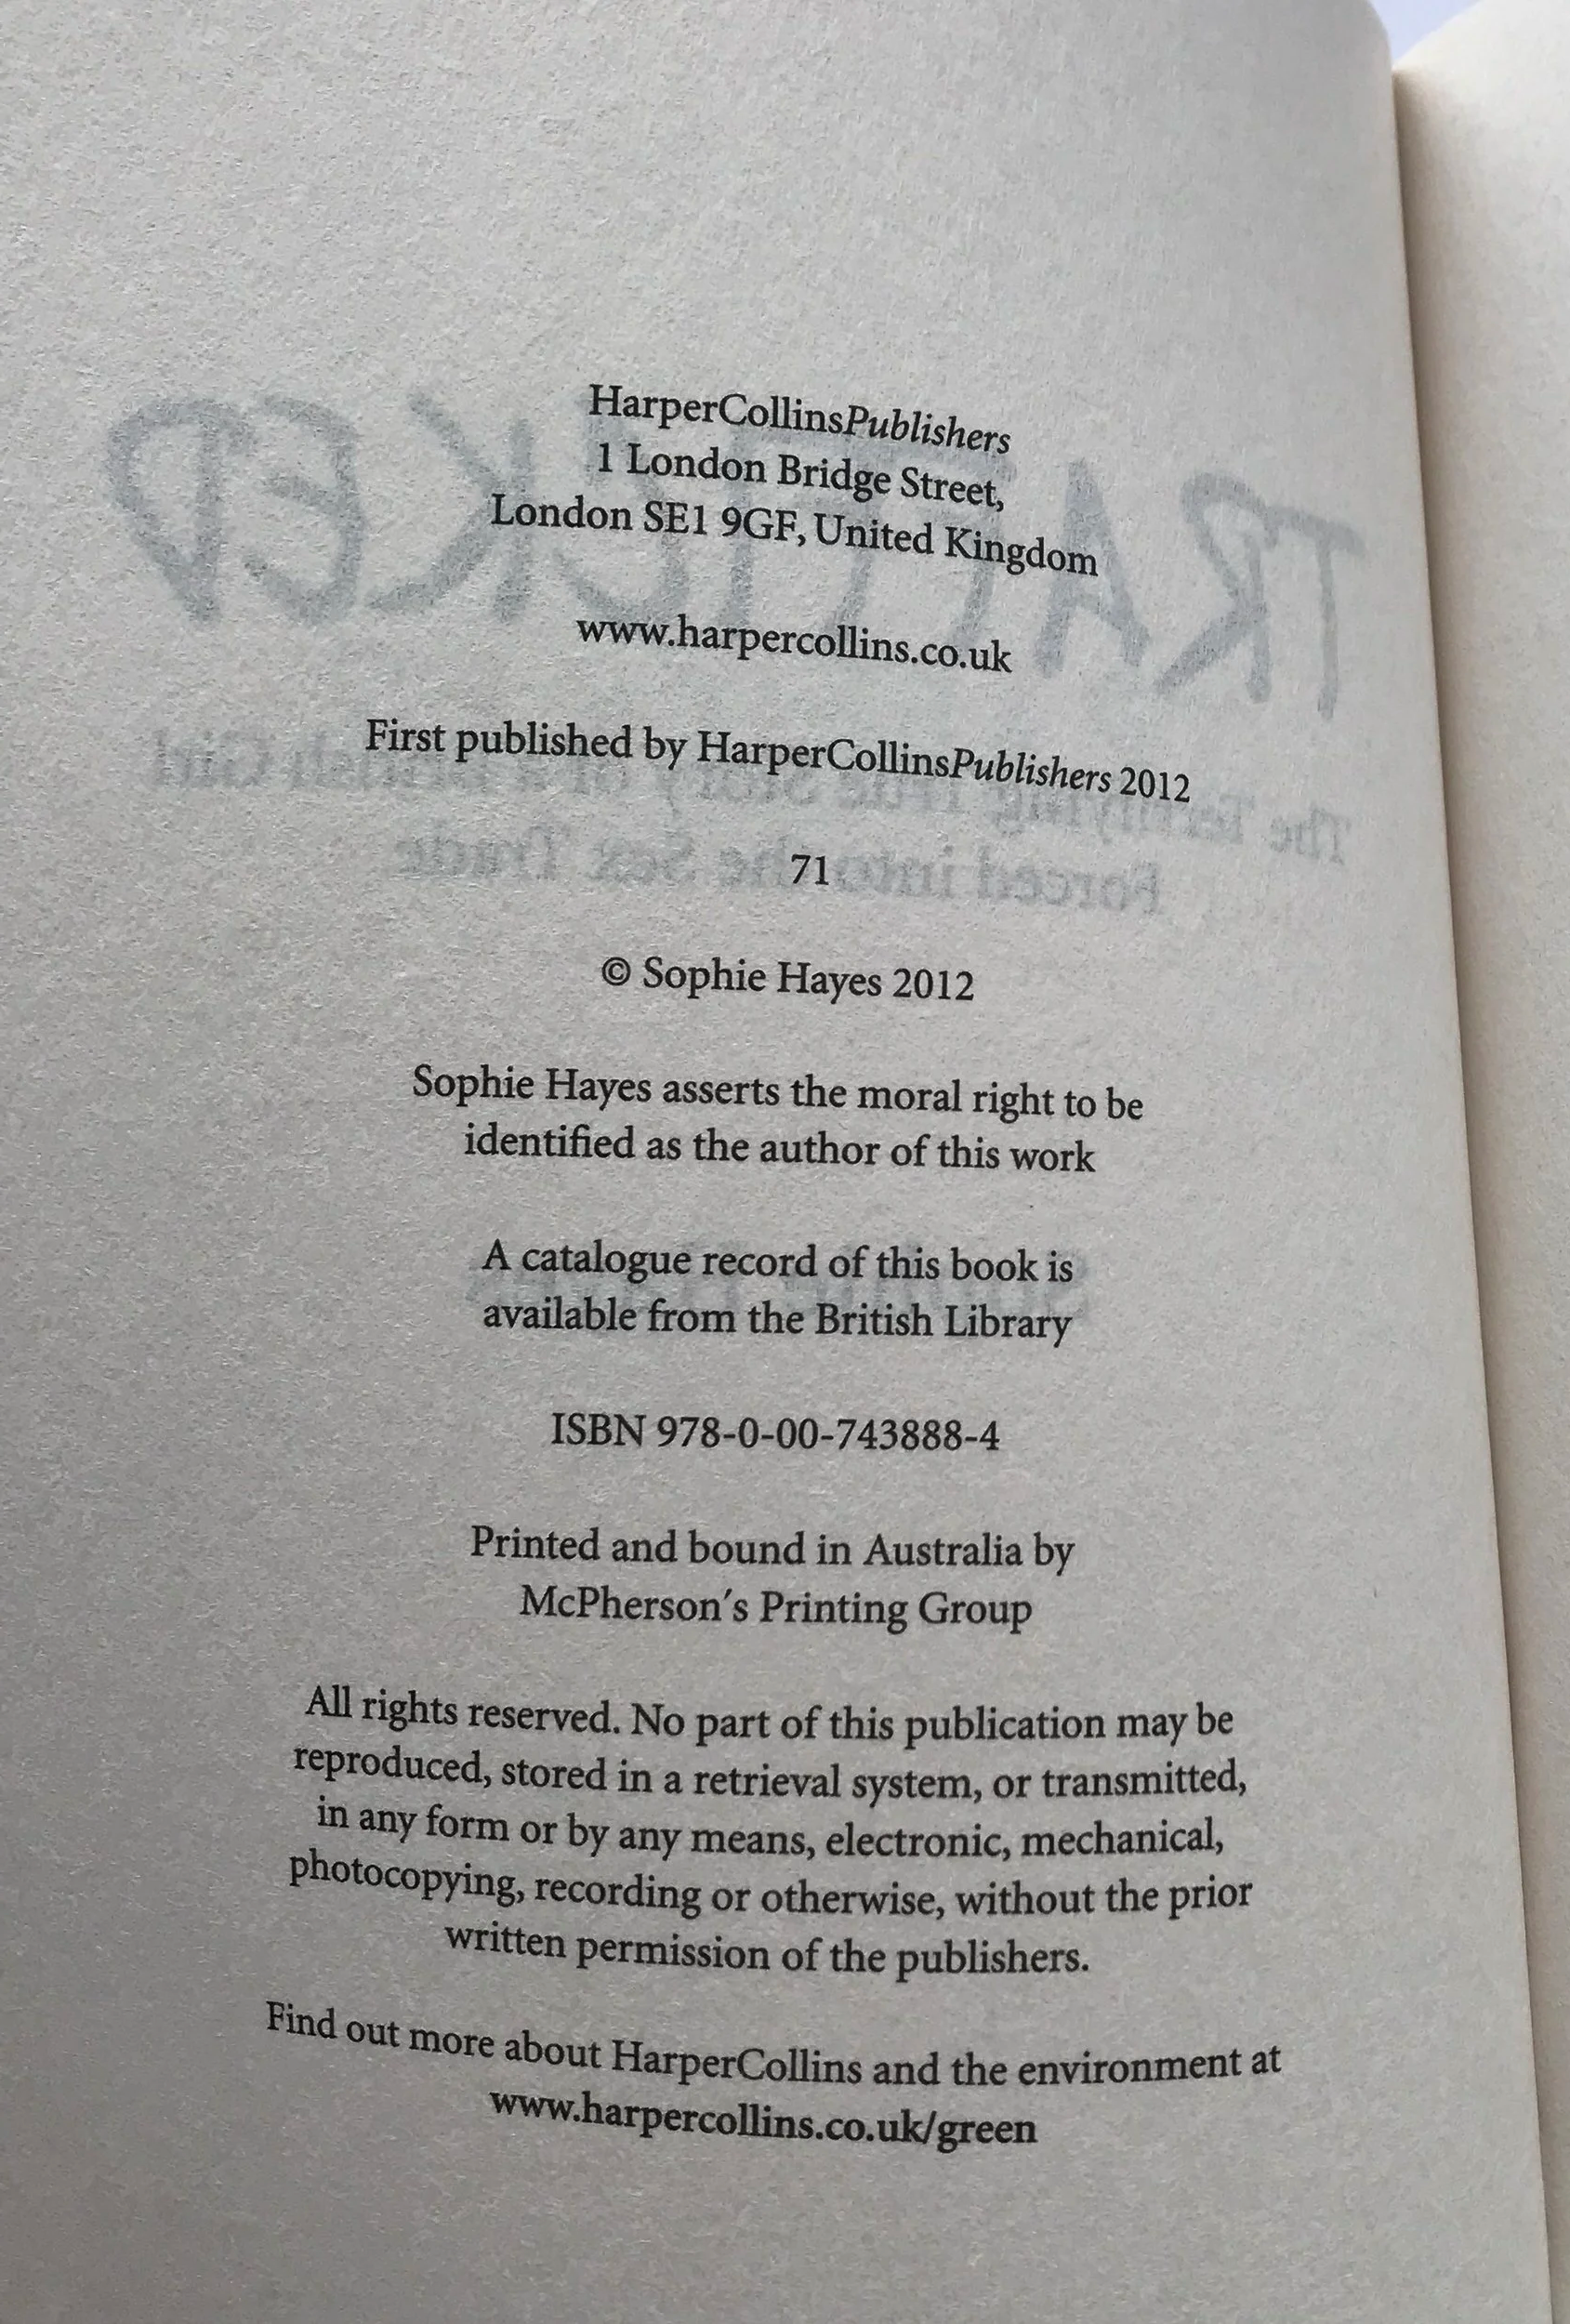 HarperCollinsPublishers
1 London Bridge Street,
London SE1 9GF, United Kingdom
www.harpercollins.co.uk
First published by HarperCollinsPublishers 2012
71
© Sophie Hayes 2012
Sophie Hayes asserts the moral right to be
identified as the author of this work
A catalogue record of this book is
available from the British Library
ISBN 978-0-00-743888-4
Printed and bound in Australia by
McPherson's Printing Group
All rights reserved. No part of this publication may be
reproduced, stored in a retrieval system, or transmitted,
in any form or by any means, electronic, mechanical,
photocopying, recording or otherwise, without the prior
written permission of the publishers.
Find out more about HarperCollins and the environment at
www.harpercollins.co.uk/green